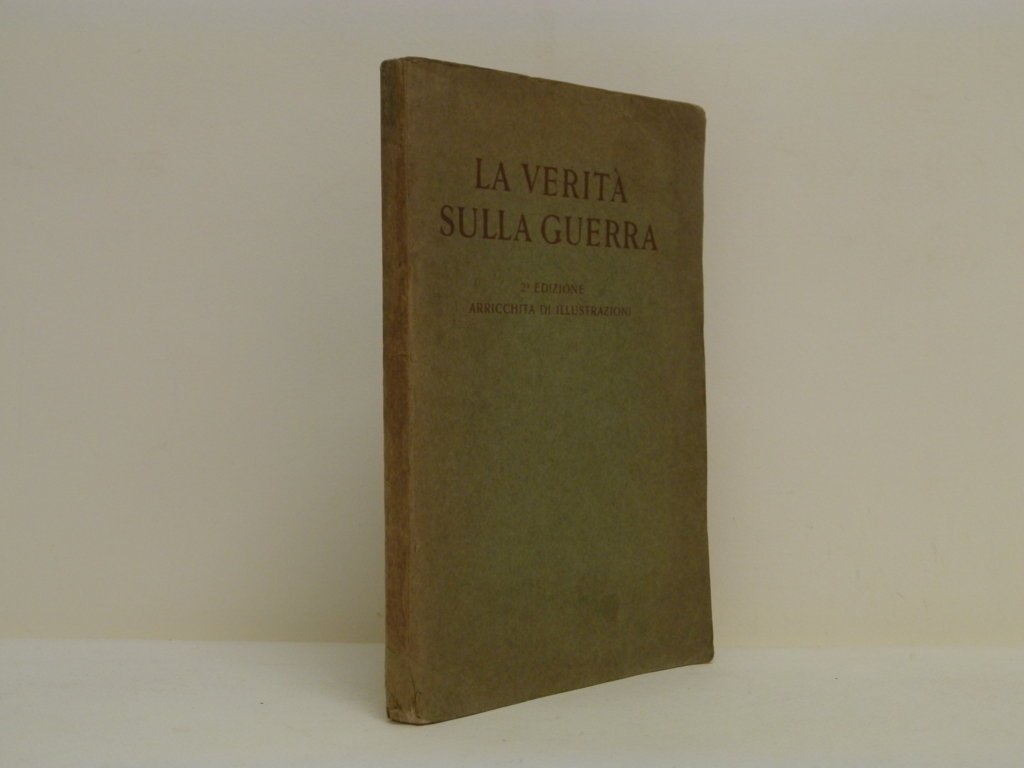 LA VERITÀ
SULLA GUERRA
2ª EDIZIONE
ARRICCHITA DI ILLUSTRAZIONI